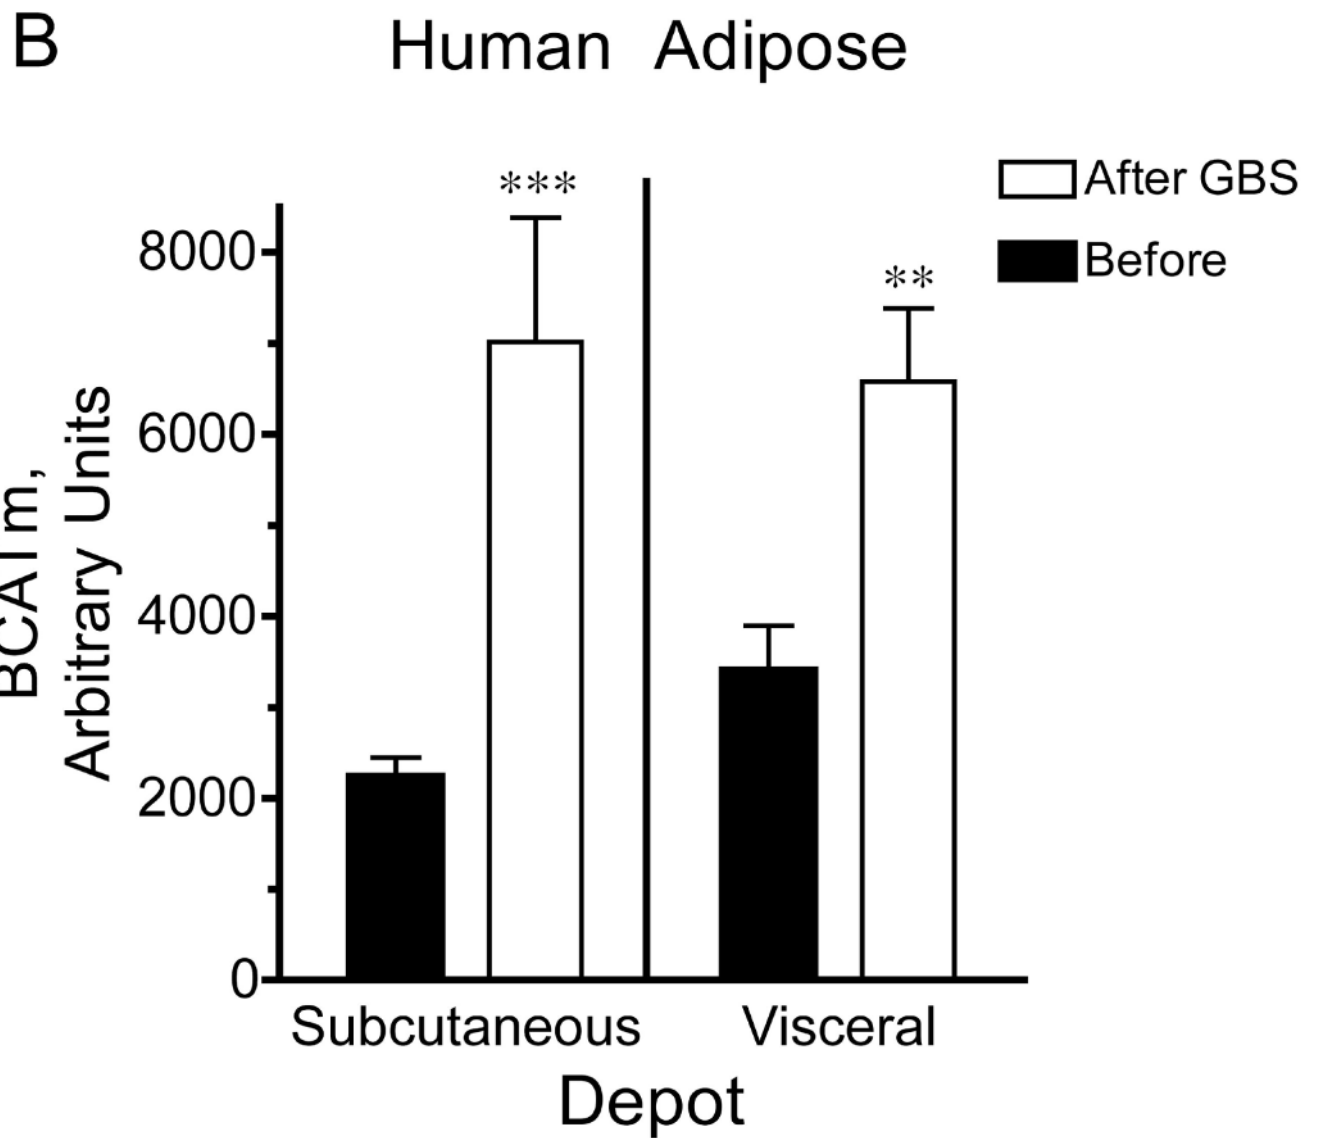 B
Human Adipose
***
**
After GBS
Before
8000
6000
4000
2000
0
BCATm,
Arbitrary Units
Subcutaneous
Visceral
Depot